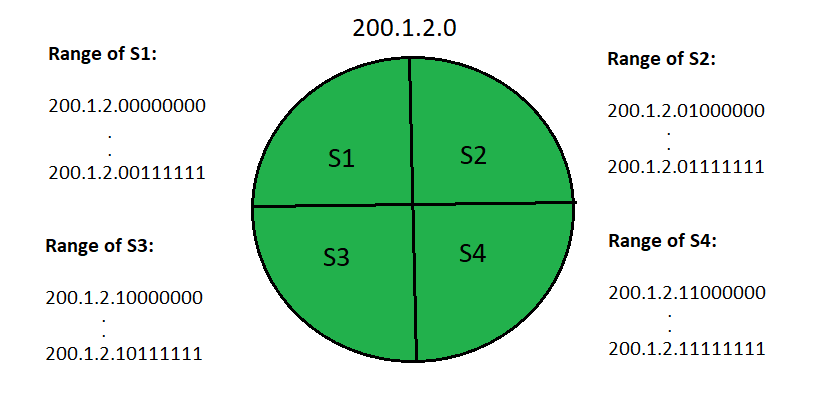 200.1.2.0
Range of S1:
200.1.2.00000000
.
.
200.1.2.00111111
Range of S2:
200.1.2.01000000
.
.
200.1.2.01111111
S1
S2
S3
S4
Range of S3:
200.1.2.10000000
.
.
200.1.2.10111111
Range of S4:
200.1.2.11000000
.
.
200.1.2.11111111